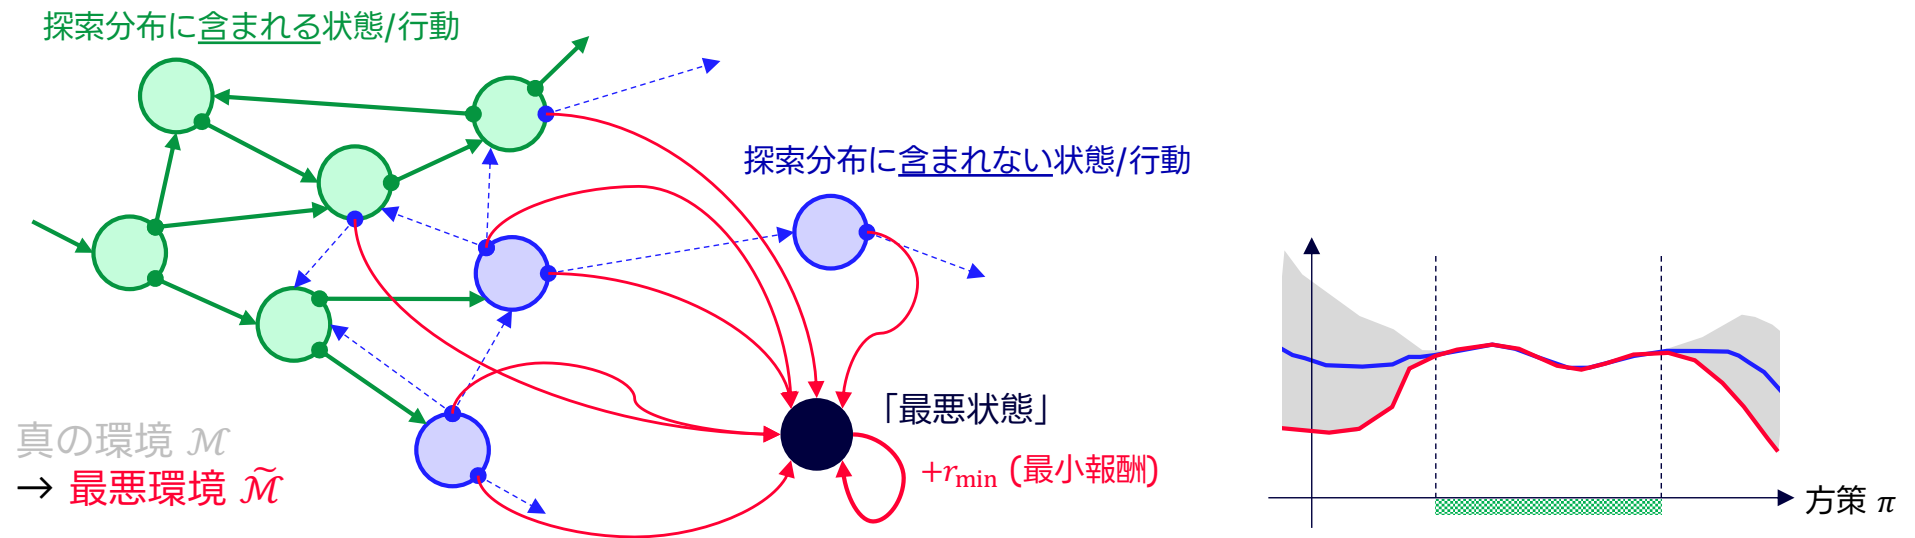 探索分布に含まれる状態/行動
探索分布に含まれない状態/行動
「最悪状態」
+r_min (最小報酬)
真の環境 ℳ
→ 最悪環境 ℳ̃
方策 π